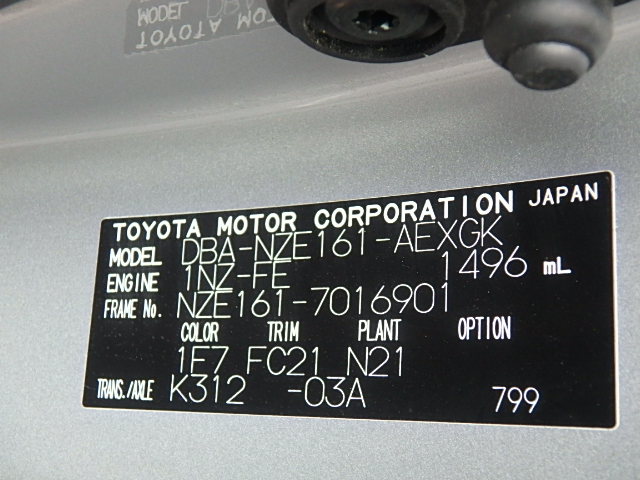 TOYOTA MOTOR CORPORATION JAPAN
MODEL DBA-NZE161-AEXGK
ENGINE 1NZ-FE 1496 mL
FRAME No. NZE161-7016901
COLOR TRIM PLANT OPTION
1E7 FC21 N21
TRANS./AXLE K312 -03A 799